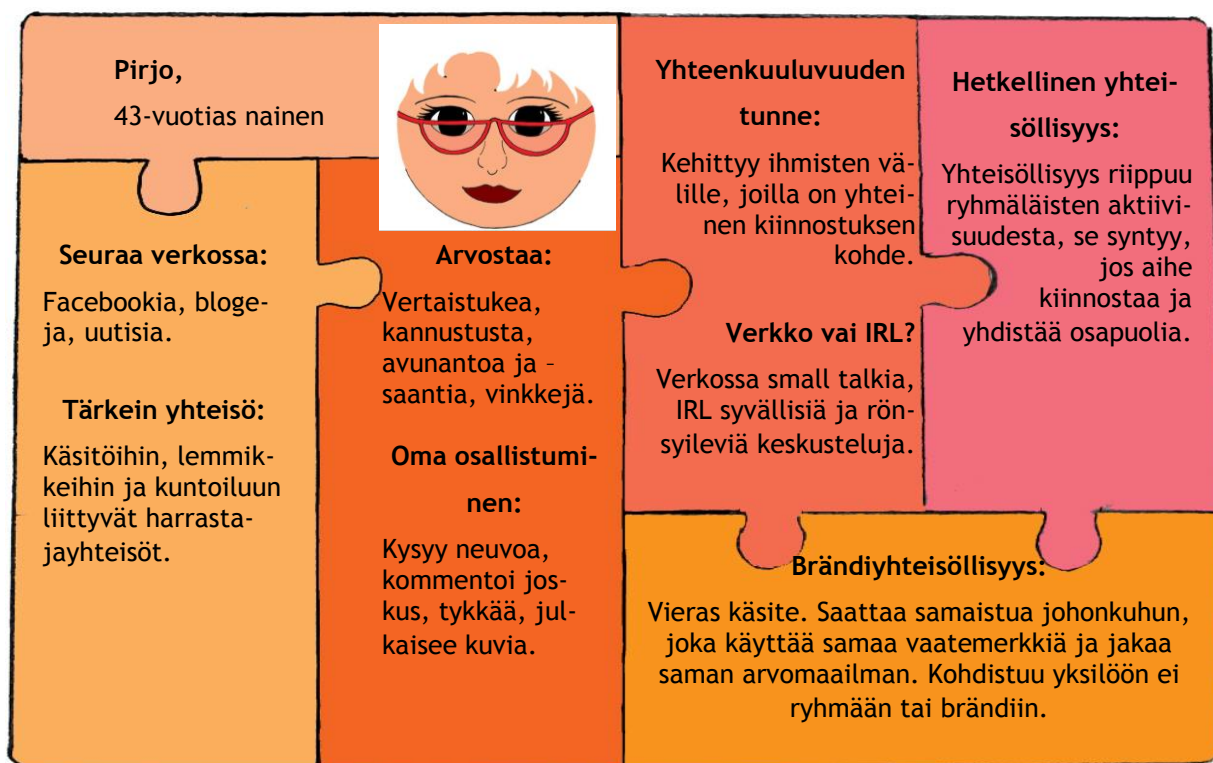 Pirjo,
43-vuotias nainen
Seuraa verkossa:
Facebookia, bloge-
ja, uutisia.
Tärkein yhteisö:
Käsitöihin, lemmik-
keihin ja kuntoiluun
liittyvät harrasta-
jayhteisöt.
Arvostaa:
Vertaistukea,
kannustusta,
avunantoa ja –
saantia, vinkkejä.
Oma osallistumi-
nen:
Kysyy neuvoa,
kommentoi jos-
kus, tykkää, jul-
kaisee kuvia.
Yhteenkuuluvuuden
tunne:
Kehittyy ihmisten vä-
lille, joilla on yhtei-
nen kiinnostuksen
kohde.
Verkko vai IRL?
Verkossa small talkia,
IRL syvällisiä ja rön-
syileviä keskusteluja.
Hetkellinen yhtei-
söllisyys:
Yhteisöllisyys riippuu
ryhmäläisten aktiivi-
suudesta, se syntyy,
jos aihe
kiinnostaa ja
yhdistää osapuolia.
Brändiyhteisöllisyys:
Vieras käsite. Saattaa samaistua johonkuhun,
joka käyttää samaa vaatemerkkiä ja jakaa
saman arvomaailman. Kohdistuu yksilöön ei
ryhmään tai brändiin.